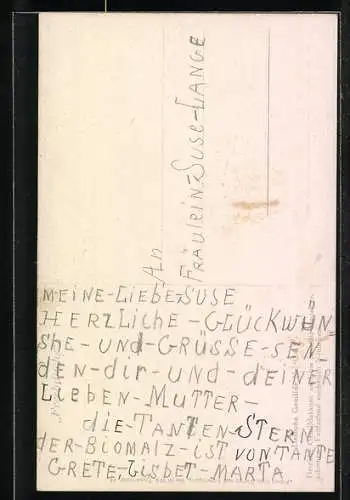 An
Fräulein-Suse-Lange
MEINE-LIEBE-SUSE
HERZLICHE-GLÜCKWÜN
SHE-UND-GRÜSSE-SEN
DEN-DIR-UND-DEINER
LIEBEN-MUTTER-
DIE-TANTEN-STERN
DER-BIOMALZ-IST VON TANTE
GRETE-LISBET-MARTA